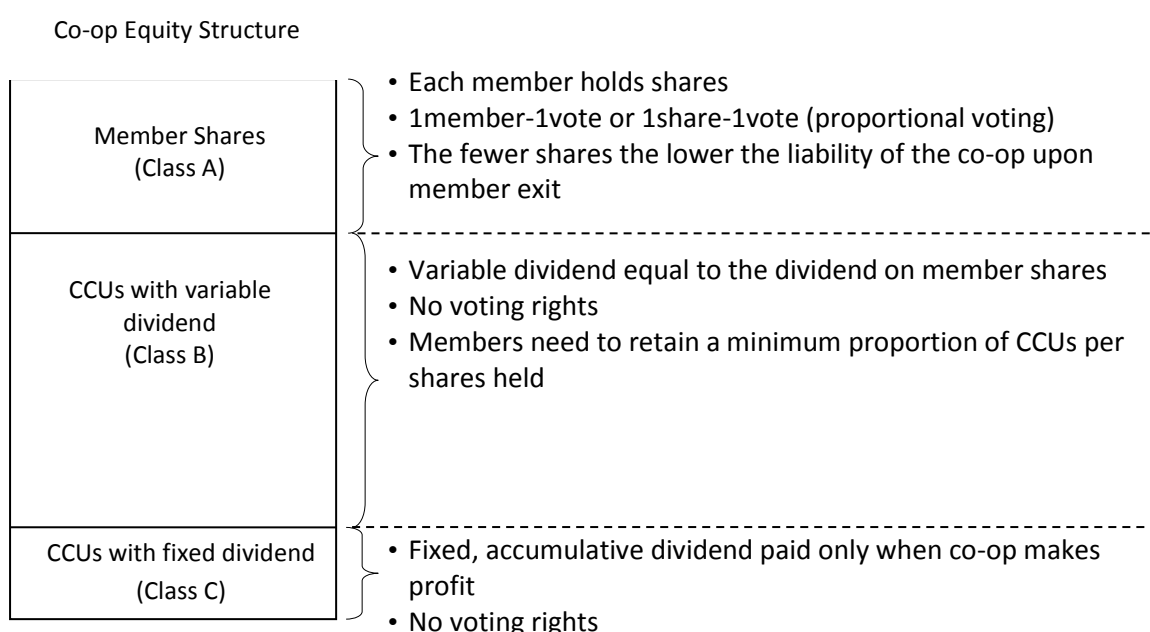 Co-op Equity Structure
Member Shares
(Class A)
• Each member holds shares
• 1member-1vote or 1share-1vote (proportional voting)
• The fewer shares the lower the liability of the co-op upon
member exit
CCUs with variable
dividend
(Class B)
• Variable dividend equal to the dividend on member shares
• No voting rights
• Members need to retain a minimum proportion of CCUs per
shares held
CCUs with fixed dividend
(Class C)
• Fixed, accumulative dividend paid only when co-op makes
profit
• No voting rights